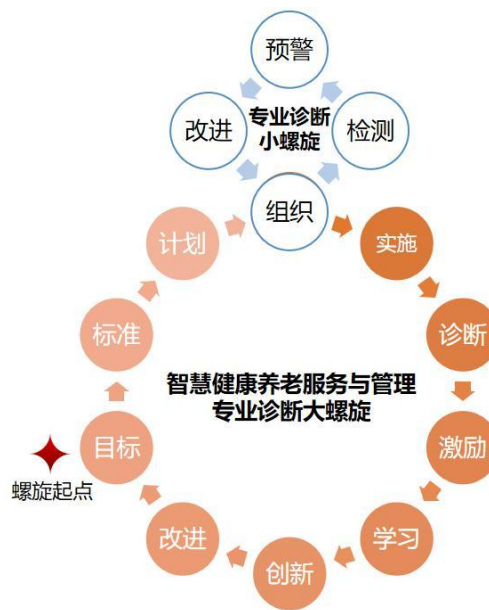 预警
改进
专业诊断
小螺旋
检测
组织
计划
实施
标准
诊断
智慧健康养老服务与管理
专业诊断大螺旋
目标
激励
螺旋起点
改进
学习
创新